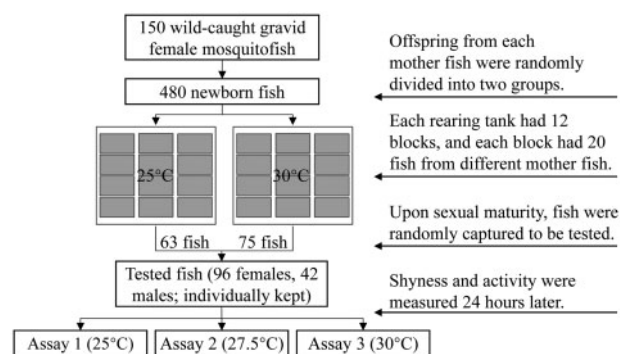 150 wild-caught gravid
female mosquitofish
Offspring from each
mother fish were randomly
divided into two groups.
480 newborn fish
Each rearing tank had 12
blocks, and each block had 20
fish from different mother fish.
25°C
30°C
Upon sexual maturity, fish were
randomly captured to be tested.
63 fish
75 fish
Tested fish (96 females, 42
males; individually kept)
Shyness and activity were
measured 24 hours later.
Assay 1 (25°C)
Assay 2 (27.5°C)
Assay 3 (30°C)